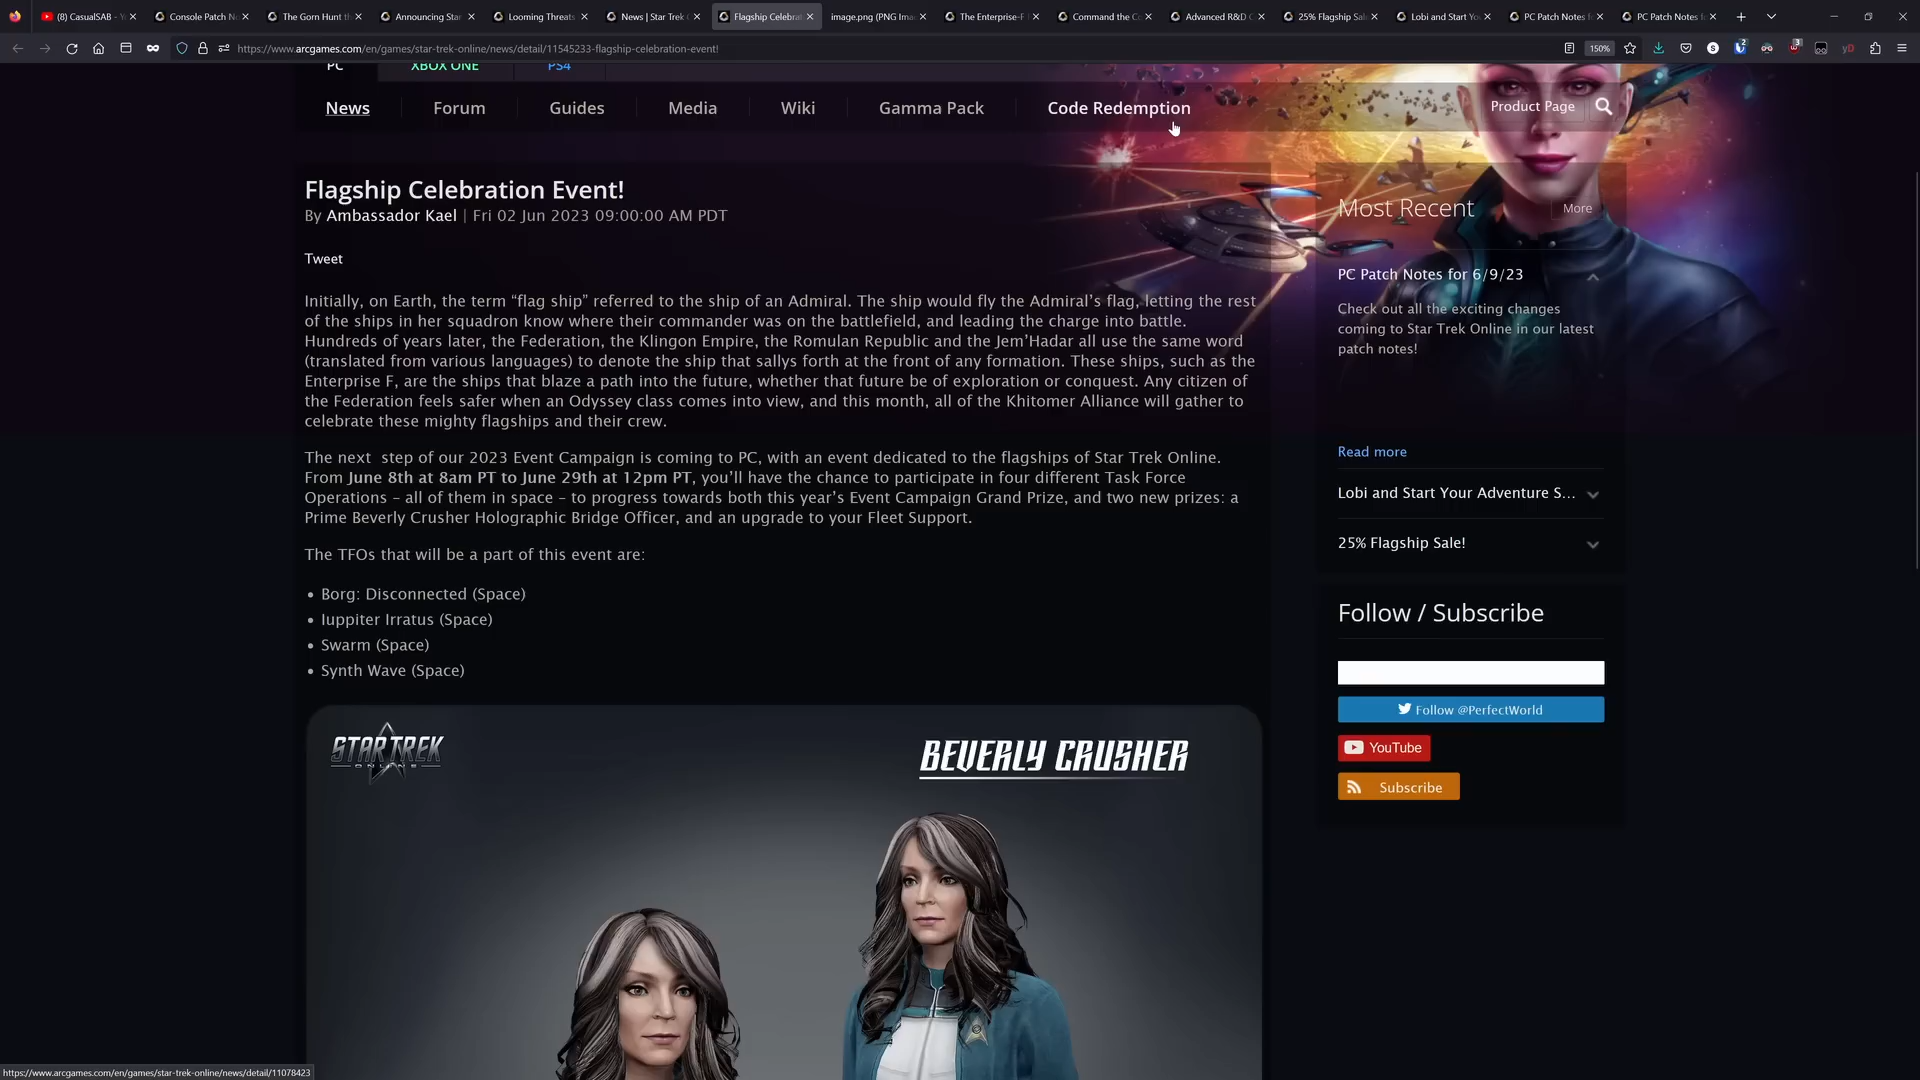 (8) CasualSAB - Y
Console Patch No
The Gorn Hunt th
Announcing Star
Looming Threats
News | Star Trek
Flagship Celebrat
image.png (PNG Ima
The Enterprise-F
Command the Co
Advanced R&D
25% Flagship Sal
Lobi and Start You
PC Patch Notes f
PC Patch Notes f
https://www.arcgames.com/en/games/star-trek-online/news/detail/11545233-flagship-celebration-event!
150%
PC
XBOX ONE
PS4
News
Forum
Guides
Media
Wiki
Gamma Pack
Code Redemption
Product Page
Flagship Celebration Event!
By Ambassador Kael | Fri 02 Jun 2023 09:00:00 AM PDT
Tweet
Initially, on Earth, the term “flag ship” referred to the ship of an Admiral. The ship would fly the Admiral’s flag, letting the rest
of the ships in her squadron know where their commander was on the battlefield, and leading the charge into battle.
Hundreds of years later, the Federation, the Klingon Empire, the Romulan Republic and the Jem’Hadar all use the same word
(translated from various languages) to denote the ship that sallys forth at the front of any formation. These ships, such as the
Enterprise F, are the ships that blaze a path into the future, whether that future be of exploration or conquest. Any citizen of
the Federation feels safer when an Odyssey class comes into view, and this month, all of the Khitomer Alliance will gather to
celebrate these mighty flagships and their crew.
The next step of our 2023 Event Campaign is coming to PC, with an event dedicated to the flagships of Star Trek Online.
From June 8th at 8am PT to June 29th at 12pm PT, you’ll have the chance to participate in four different Task Force
Operations – all of them in space – to progress towards both this year’s Event Campaign Grand Prize, and two new prizes: a
Prime Beverly Crusher Holographic Bridge Officer, and an upgrade to your Fleet Support.
The TFOs that will be a part of this event are:
• Borg: Disconnected (Space)
• Iuppiter Irratus (Space)
• Swarm (Space)
• Synth Wave (Space)
STAR TREK
ONLINE
BEVERLY CRUSHER
Most Recent
More
PC Patch Notes for 6/9/23
Check out all the exciting changes
coming to Star Trek Online in our latest
patch notes!
Read more
Lobi and Start Your Adventure S...
25% Flagship Sale!
Follow / Subscribe
Follow @PerfectWorld
YouTube
Subscribe
https://www.arcgames.com/en/games/star-trek-online/news/detail/11078423